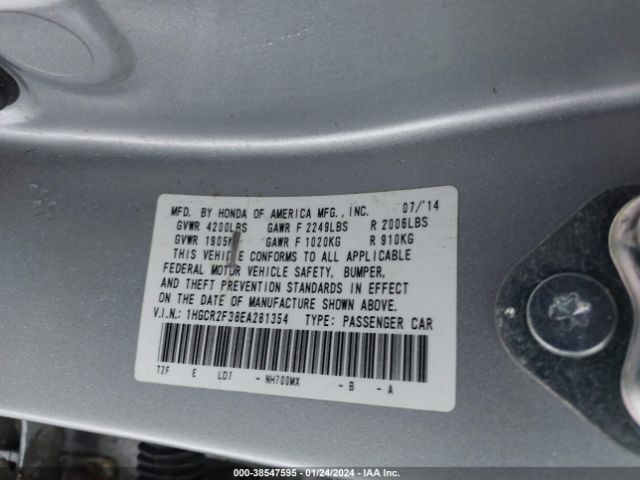 MFD. BY HONDA OF AMERICA MFG., INC. 07/'14
GVWR 4200LBS GAWR F 2249LBS R 2006LBS
GVWR 1905KG GAWR F 1020KG R 910KG
THIS VEHICLE CONFORMS TO ALL APPLICABLE
FEDERAL MOTOR VEHICLE SAFETY, BUMPER,
AND THEFT PREVENTION STANDARDS IN EFFECT
ON THE DATE OF MANUFACTURE SHOWN ABOVE.
V.I.N.: 1HGCR2F36EA281354 TYPE: PASSENGER CAR
T2F E LD7 - NH700MX - B - A
000-38547595 - 01/24/2024 - IAA Inc.